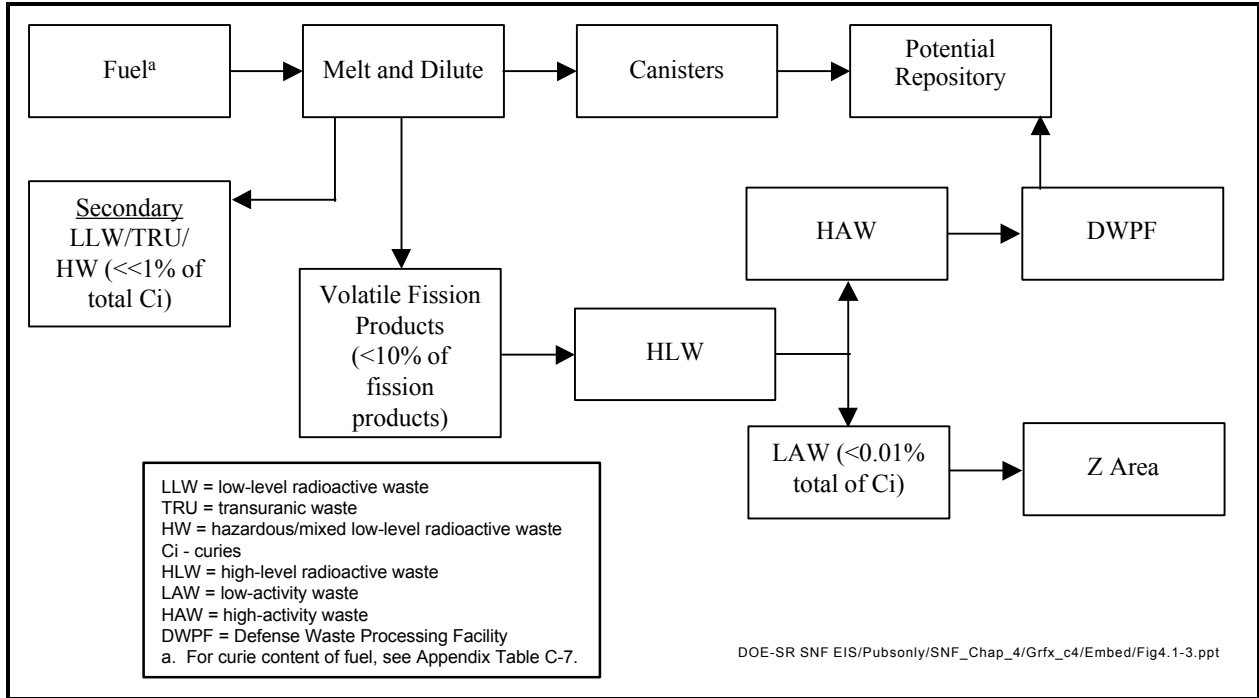 Fuelª
Melt and Dilute
Canisters
Potential
Repository
Secondary
LLW/TRU/
HW (<<1% of
total Ci)
Volatile Fission
Products
(<10% of
fission
products)
HLW
HAW
DWPF
LAW (<0.01%
total of Ci)
Z Area
LLW = low-level radioactive waste
TRU = transuranic waste
HW = hazardous/mixed low-level radioactive waste
Ci - curies
HLW = high-level radioactive waste
LAW = low-activity waste
HAW = high-activity waste
DWPF = Defense Waste Processing Facility
a. For curie content of fuel, see Appendix Table C-7.
DOE-SR SNF EIS/Pubsonly/SNF_Chap_4/Grfx_c4/Embed/Fig4.1-3.ppt